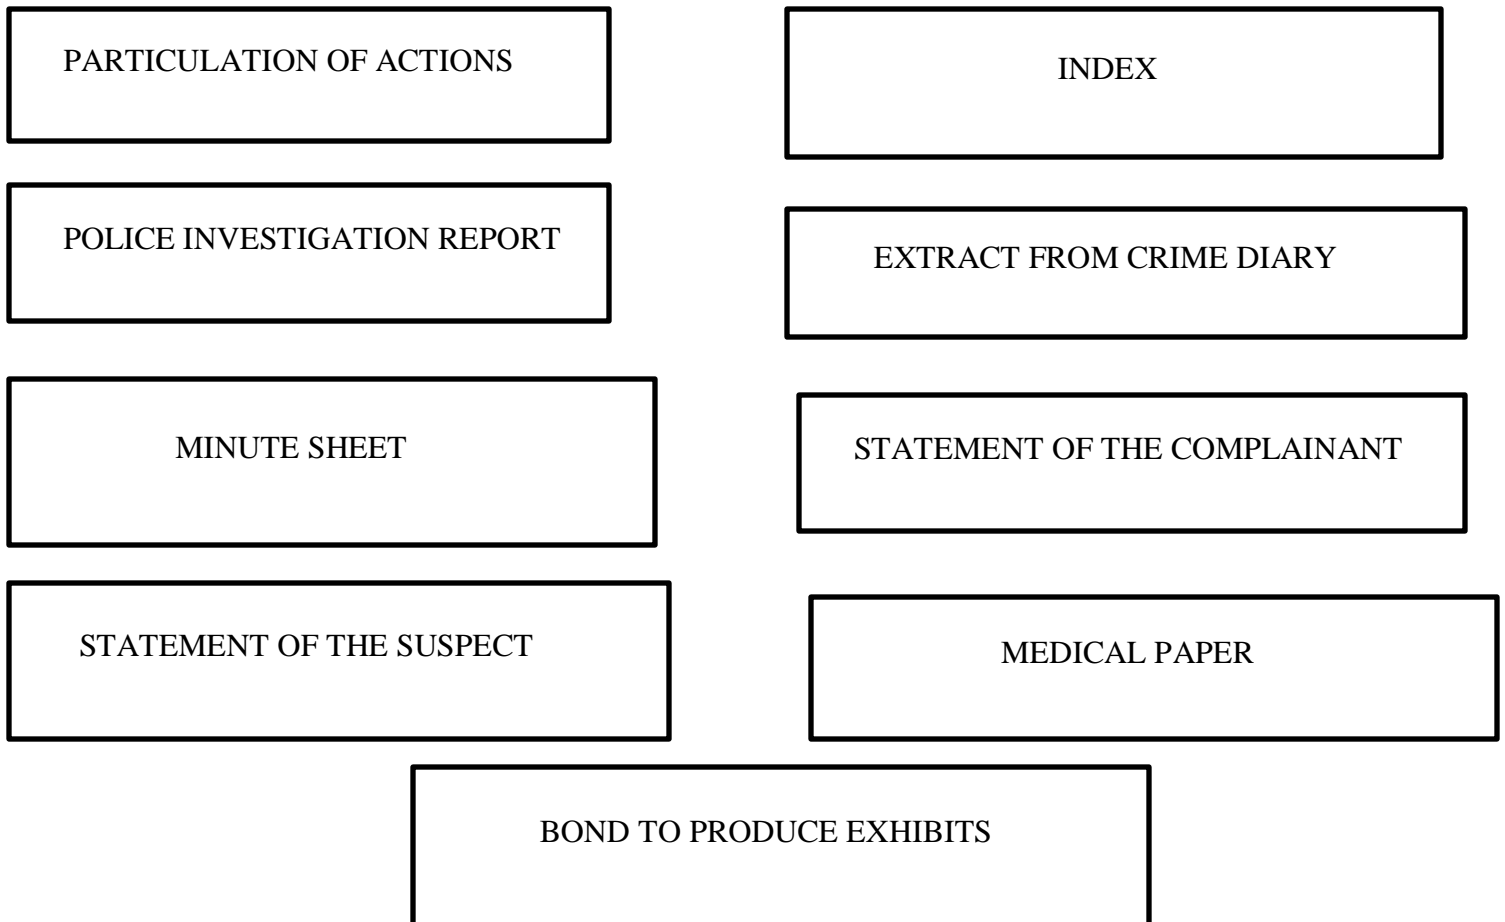 PARTICULATION OF ACTIONS
INDEX
POLICE INVESTIGATION REPORT
EXTRACT FROM CRIME DIARY
MINUTE SHEET
STATEMENT OF THE COMPLAINANT
STATEMENT OF THE SUSPECT
MEDICAL PAPER
BOND TO PRODUCE EXHIBITS